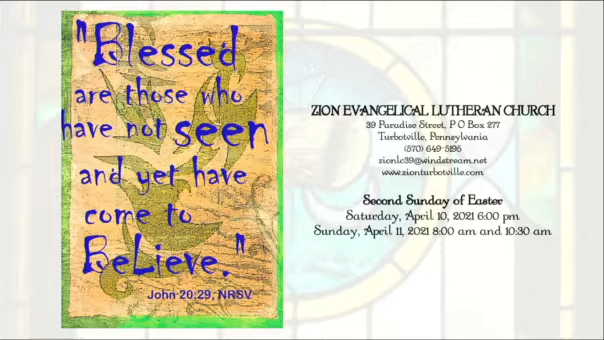 "Blessed
are those who
have not seen
and yet have
come to
BeLieve."
John 20:29, NRSV
ZION EVANGELICAL LUTHERAN CHURCH
39 Paradise Street, P O Box 277
Turbotville, Pennsylvania
(570) 649-5195
zionlc39@windstream.net
www.zionturbotville.com
Second Sunday of Easter
Saturday, April 10, 2021 6:00 pm
Sunday, April 11, 2021 8:00 am and 10:30 am